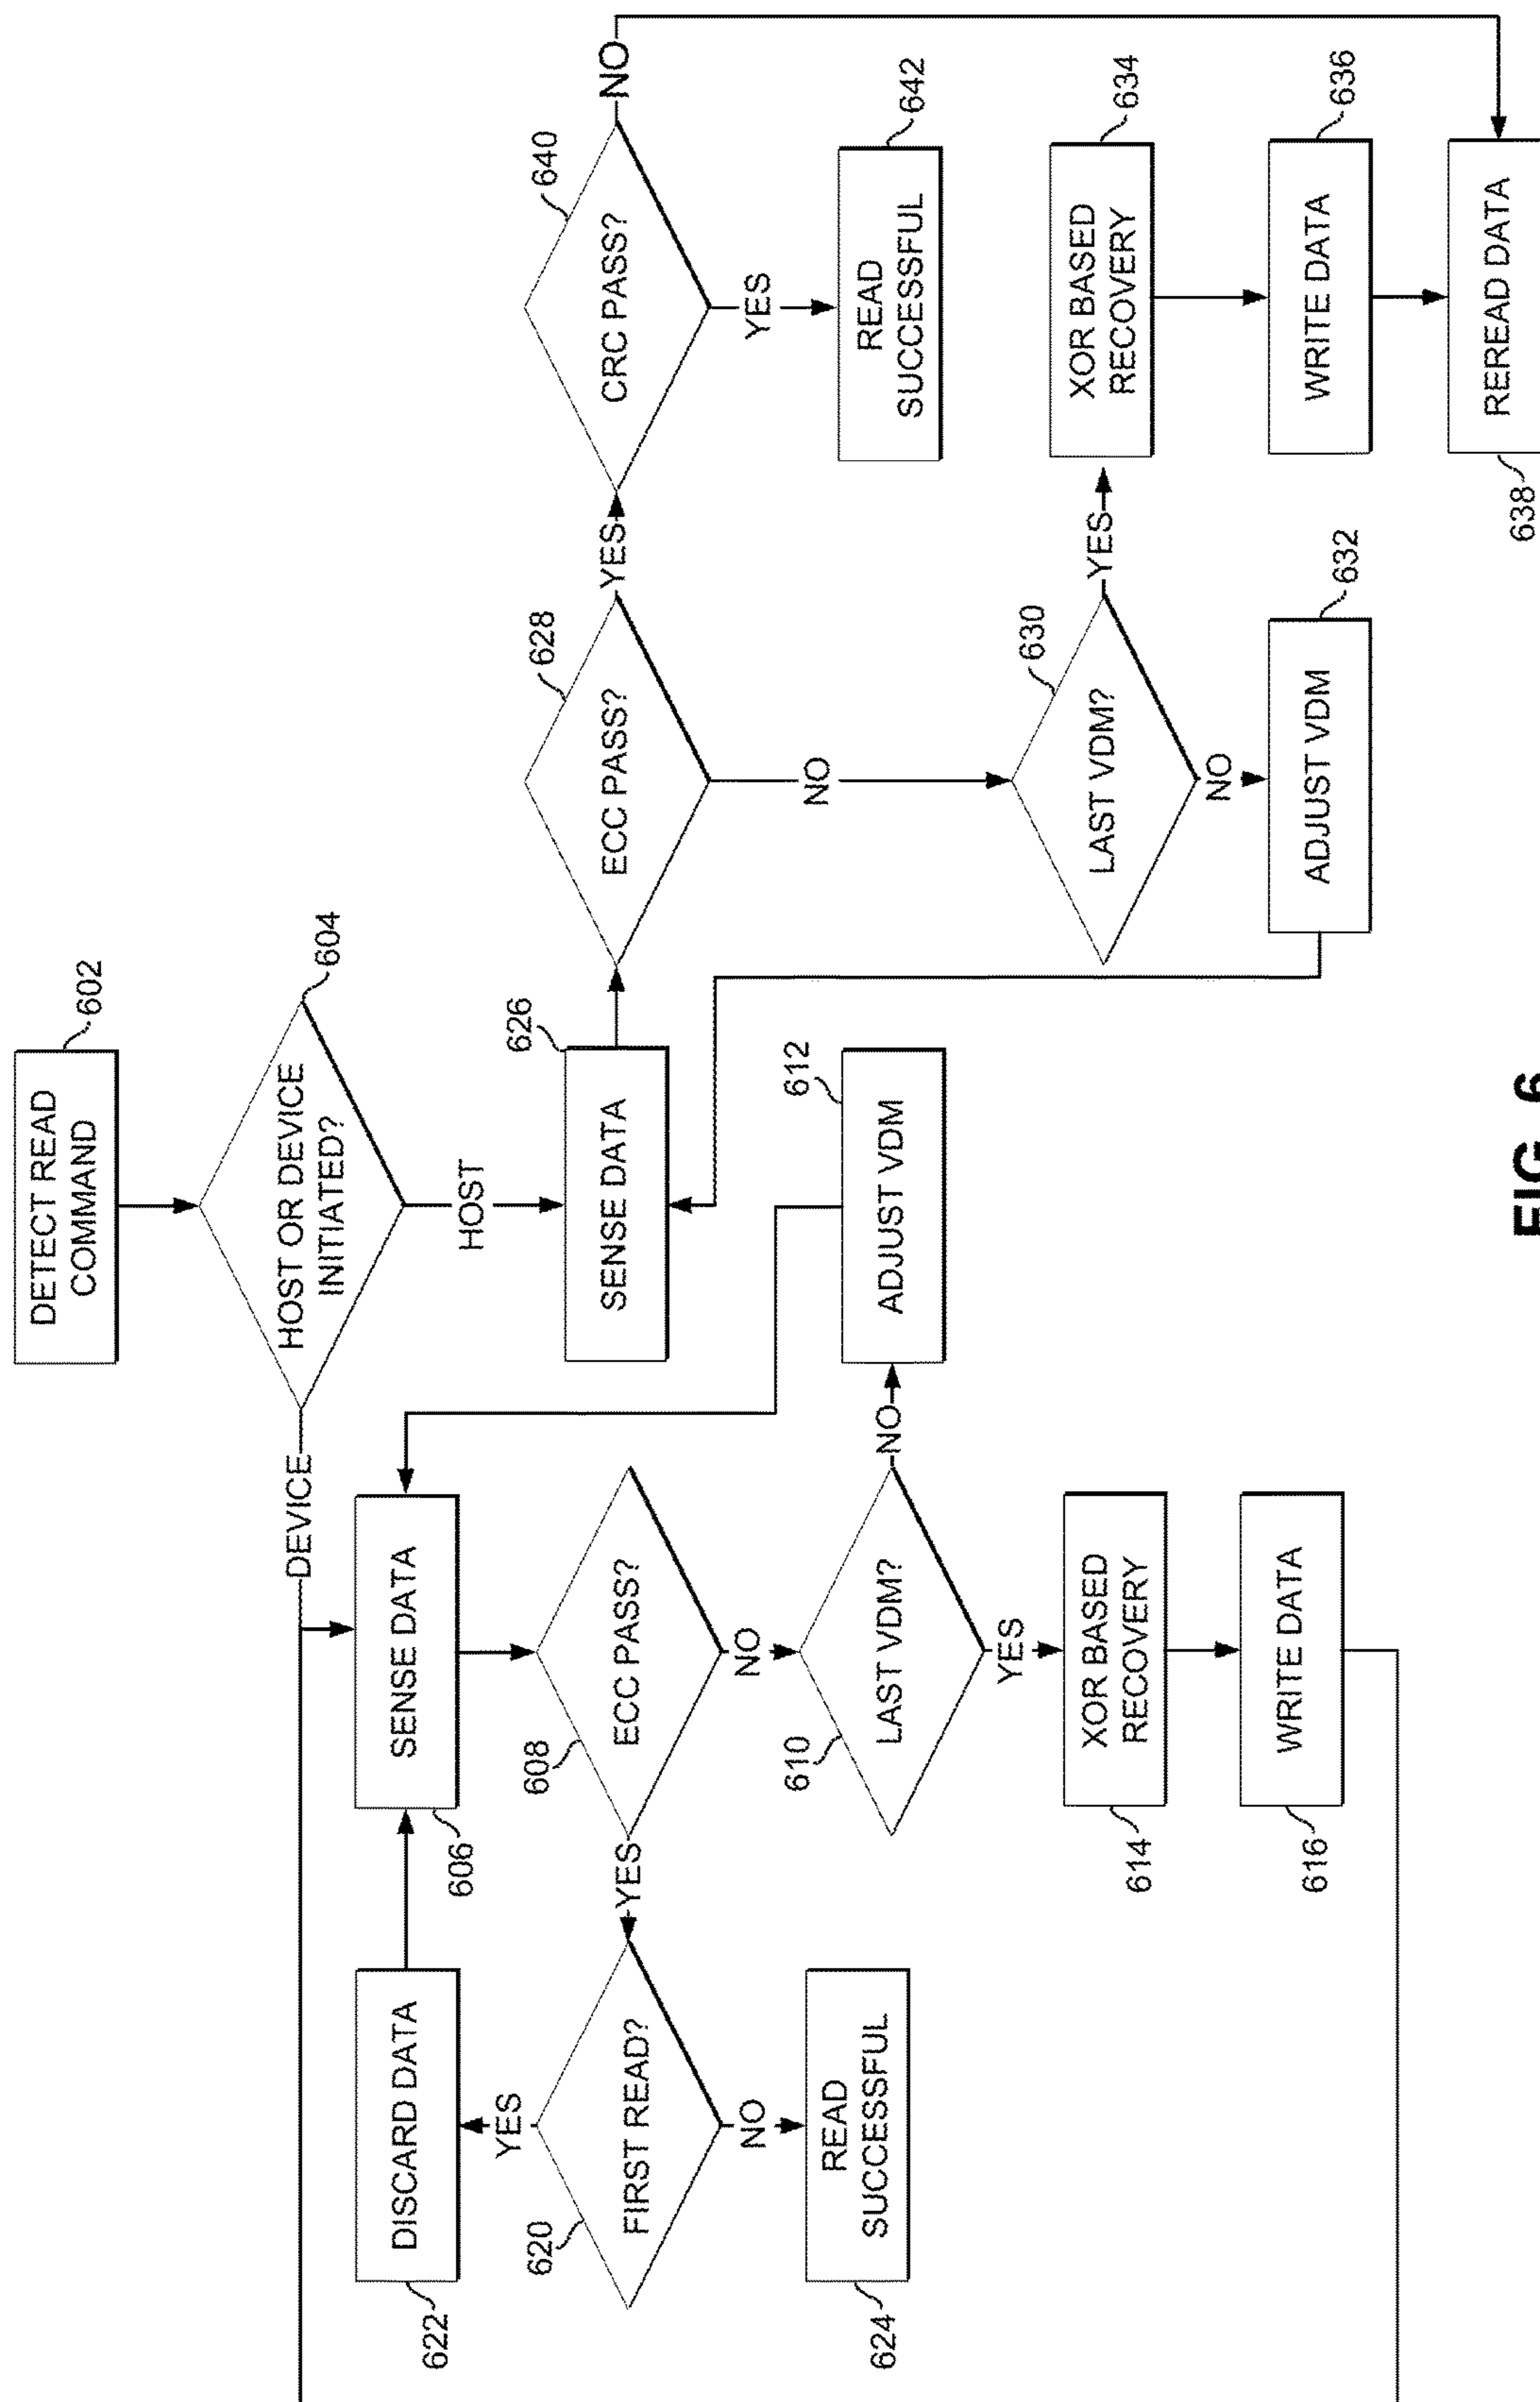 DETECT READ
COMMAND
602
HOST OR DEVICE
INITIATED?
604
DEVICE
HOST
SENSE DATA
606
ECC PASS?
608
YES
NO
FIRST READ?
620
YES
DISCARD DATA
622
NO
READ
SUCCESSFUL
624
LAST VDM?
610
NO
ADJUST VDM
612
YES
XOR BASED
RECOVERY
614
WRITE DATA
616
SENSE DATA
626
ECC PASS?
628
YES
NO
CRC PASS?
640
NO
YES
READ
SUCCESSFUL
642
LAST VDM?
630
YES
NO
ADJUST VDM
632
XOR BASED
RECOVERY
634
WRITE DATA
636
REREAD DATA
638
FIG. 6